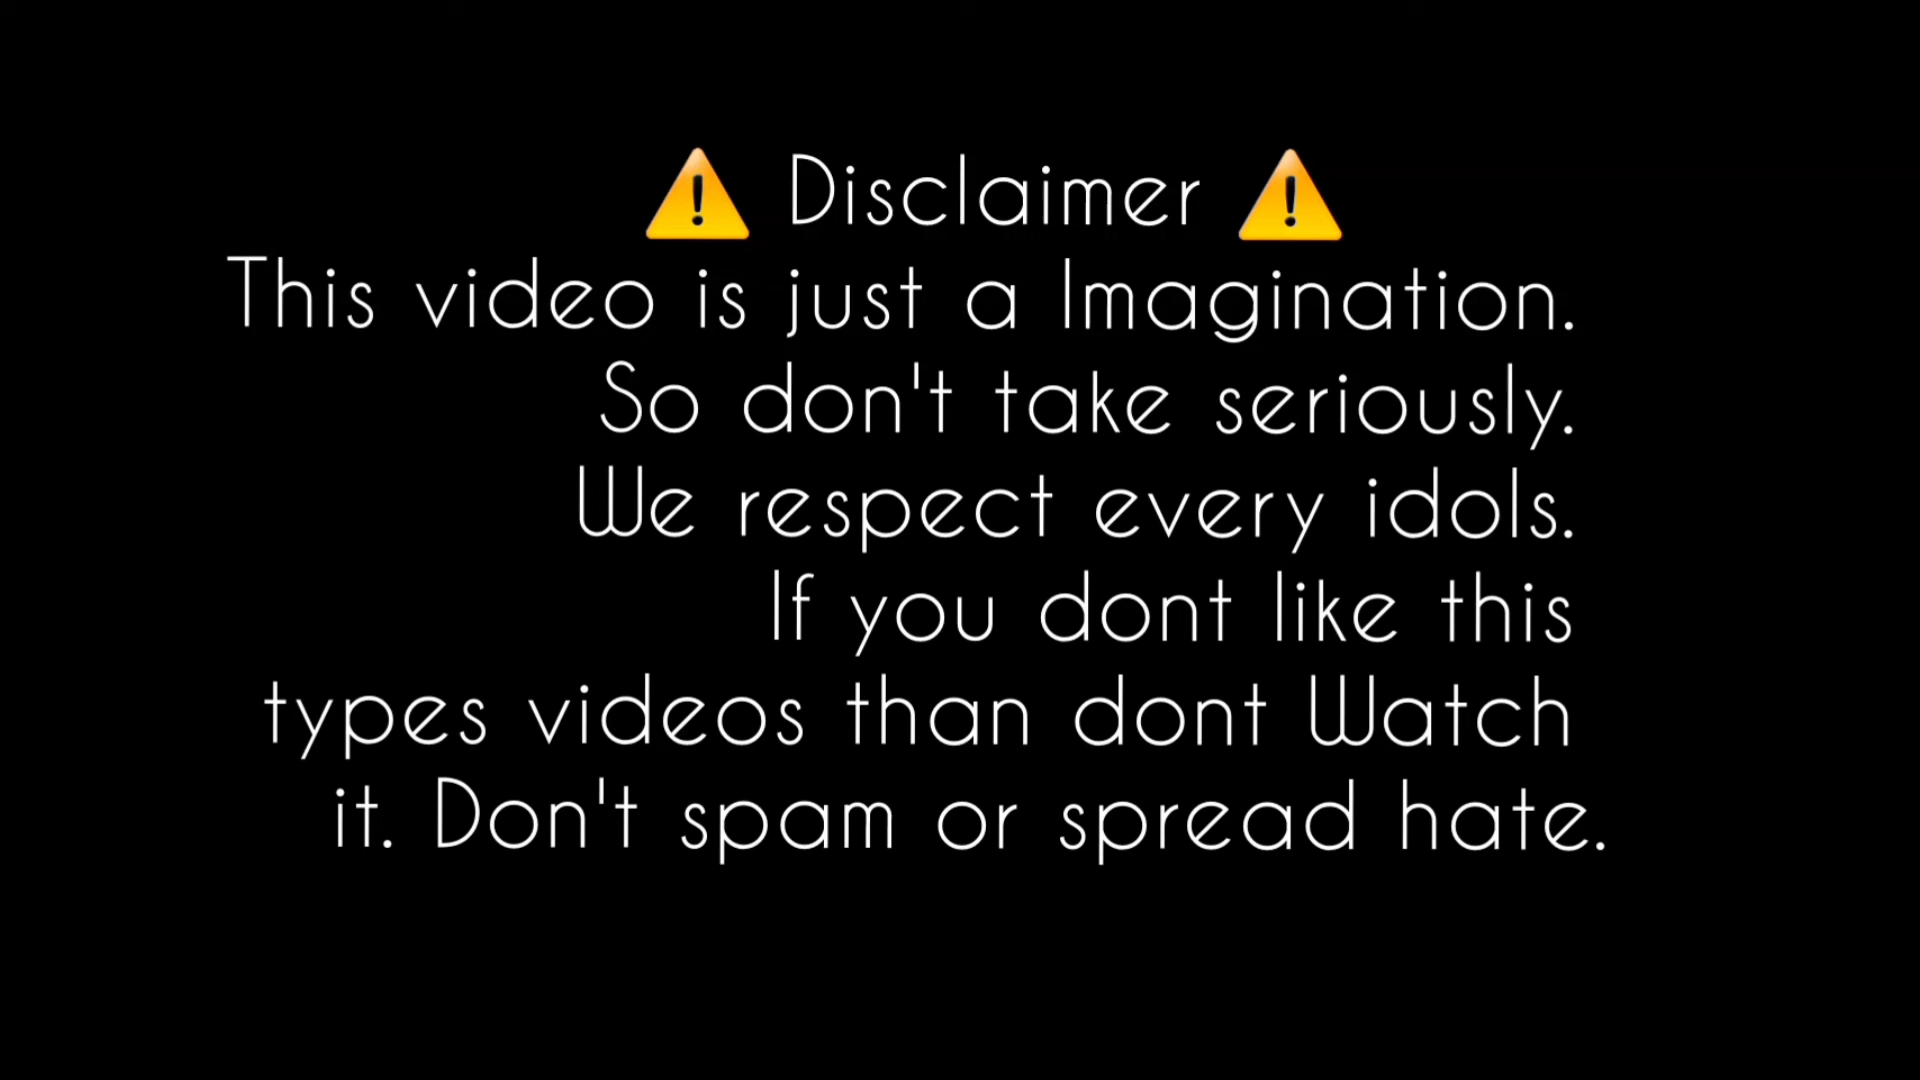 ⚠️ Disclaimer ⚠️
This video is just a Imagination.
So don't take seriously.
We respect every idols.
If you dont like this
types videos than dont Watch
it. Don't spam or spread hate.